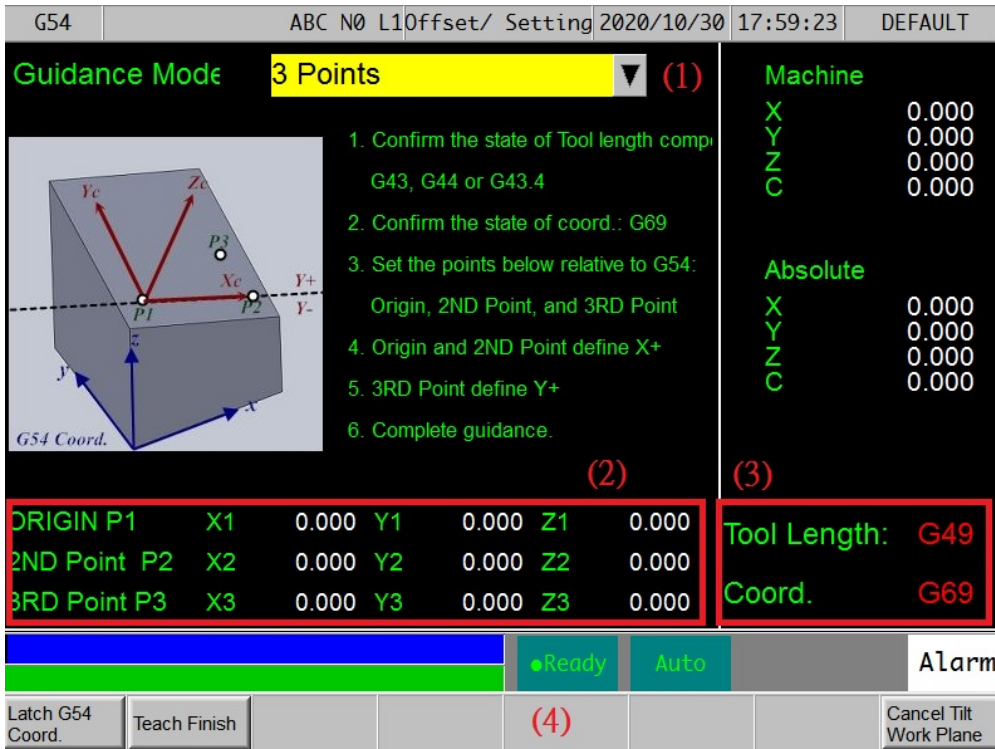 G54 ABC N0 L1Offset/ Setting 2020/10/30 17:59:23 DEFAULT
Guidance Mode 3 Points ▼ (1)
1. Confirm the state of Tool length comp
G43, G44 or G43.4
2. Confirm the state of coord.: G69
3. Set the points below relative to G54:
Origin, 2ND Point, and 3RD Point
4. Origin and 2ND Point define X+
5. 3RD Point define Y+
6. Complete guidance.
Yc Zc
P3
Xc Y+
P1 P2 Y-
z
y
x
G54 Coord.
(2)
ORIGIN P1 X1 0.000 Y1 0.000 Z1 0.000
2ND Point P2 X2 0.000 Y2 0.000 Z2 0.000
3RD Point P3 X3 0.000 Y3 0.000 Z3 0.000
Machine
X 0.000
Y 0.000
Z 0.000
C 0.000
Absolute
X 0.000
Y 0.000
Z 0.000
C 0.000
(3)
Tool Length: G49
Coord. G69
●Ready Auto Alarm
Latch G54
Coord.
Teach Finish
(4)
Cancel Tilt
Work Plane